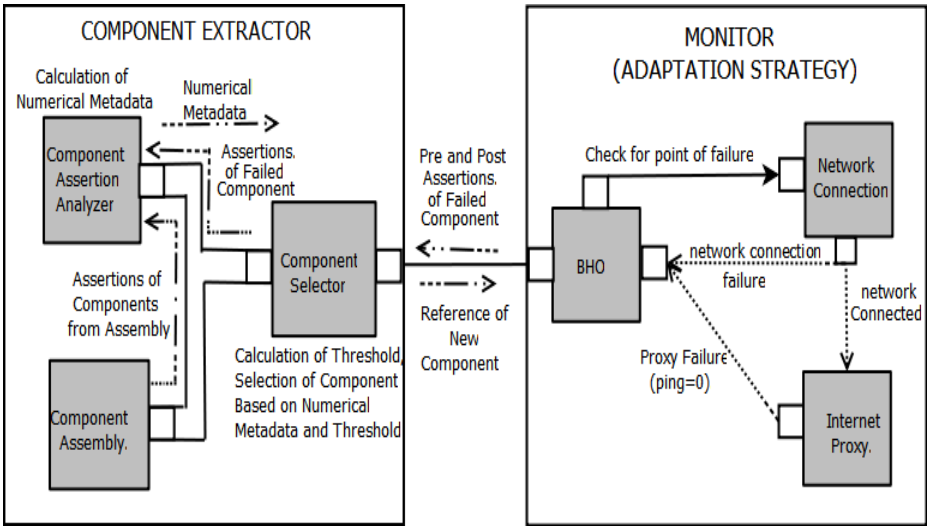 COMPONENT EXTRACTOR
Calculation of
Numerical Metadata
Numerical
Metadata
Component
Assertion
Analyzer
Assertions.
of Failed
Component
Assertions of
Components
from Assembly
Component
Selector
Component
Assembly.
Calculation of Threshold,
Selection of Component
Based on Numerical
Metadata and Threshold
Pre and Post
Assertions.
of Failed
Component
Reference of
New
Component
MONITOR
(ADAPTATION STRATEGY)
Check for point of failure
Network
Connection
BHO
network connection
failure
network
Connected
Proxy Failure
(ping=0)
Internet
Proxy.